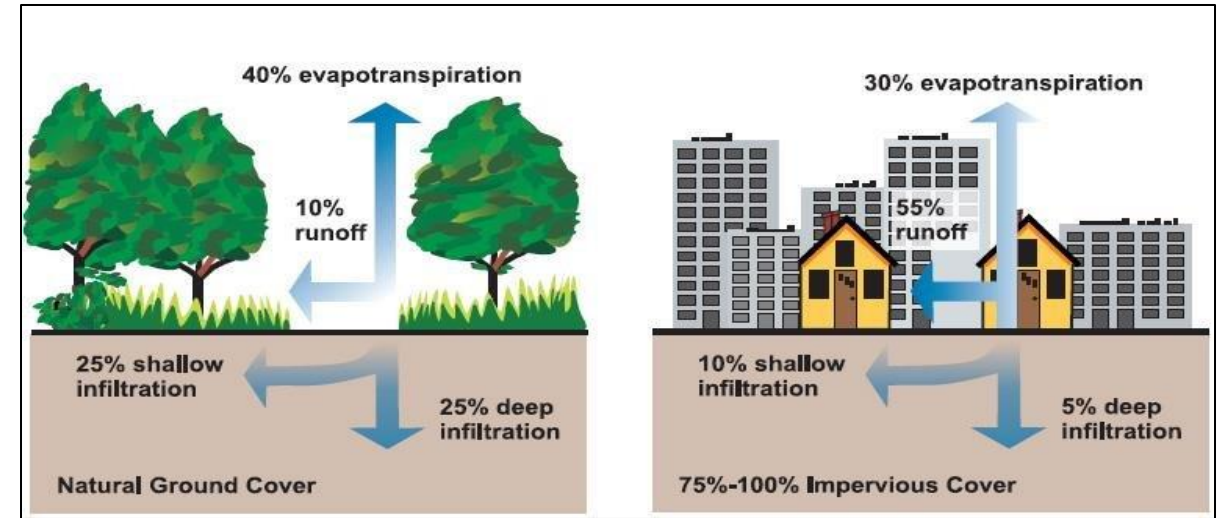 40% evapotranspiration
10%
runoff
25% shallow
infiltration
25% deep
infiltration
Natural Ground Cover
30% evapotranspiration
55%
runoff
10% shallow
infiltration
5% deep
infiltration
75%-100% Impervious Cover